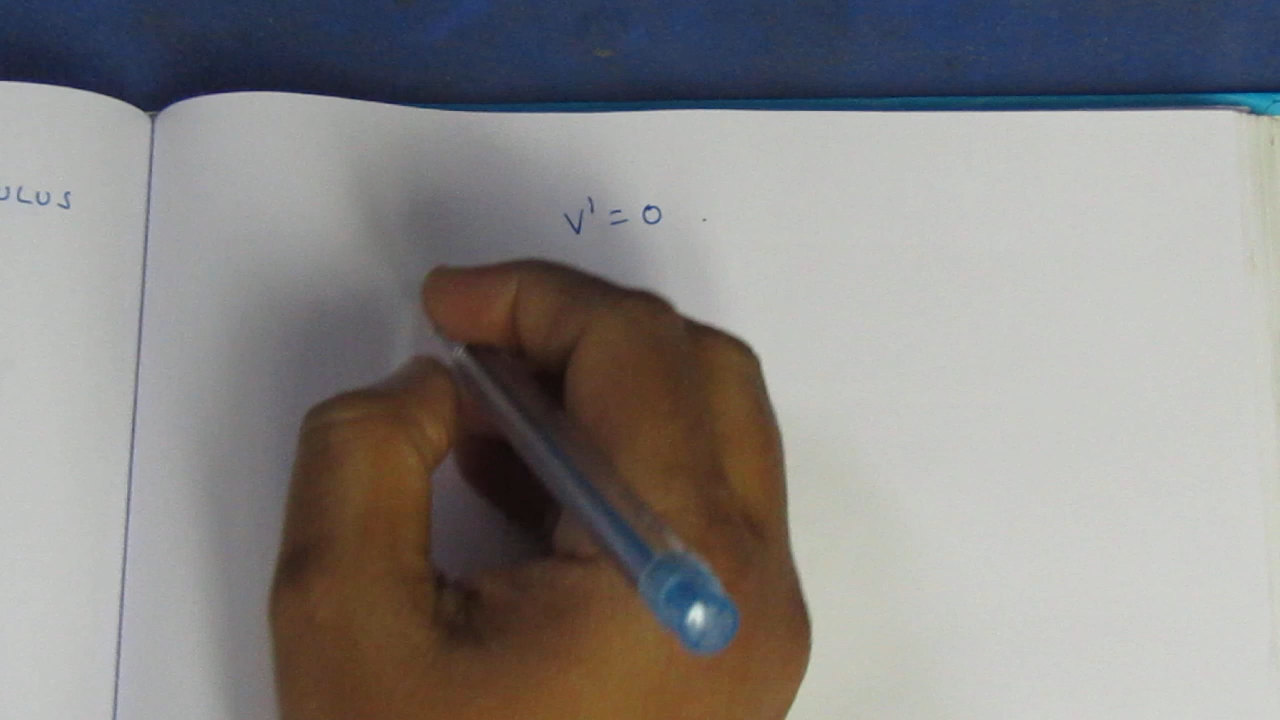 ULUS
V' = 0 .